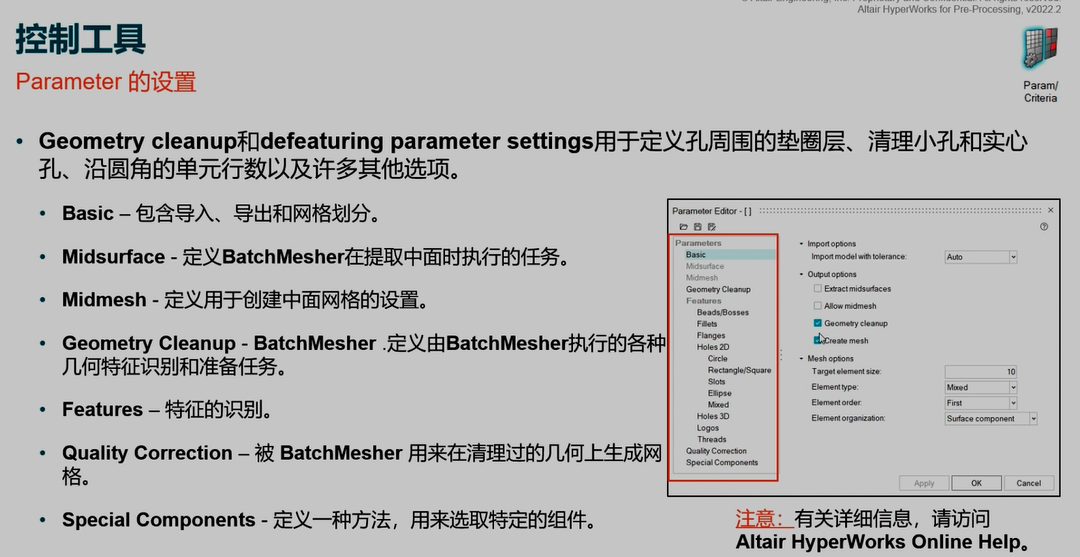 Altair HyperWorks for Pre-Processing, v2022.2
控制工具
Parameter 的设置
Param/
Criteria
• Geometry cleanup和defeaturing parameter settings用于定义孔周围的垫圈层、清理小孔和实心
孔、沿圆角的单元行数以及许多其他选项。
• Basic – 包含导入、导出和网格划分。
• Midsurface - 定义BatchMesher在提取中面时执行的任务。
• Midmesh - 定义用于创建中面网格的设置。
• Geometry Cleanup - BatchMesher .定义由BatchMesher执行的各种
几何特征识别和准备任务。
• Features – 特征的识别。
• Quality Correction – 被 BatchMesher 用来在清理过的几何上生成网
格。
• Special Components - 定义一种方法，用来选取特定的组件。
Parameter Editor - [ ]
Parameters
Basic
Midsurface
Midmesh
Geometry Cleanup
Features
Beads/Bosses
Fillets
Flanges
Holes 2D
Circle
Rectangle/Square
Slots
Ellipse
Mixed
Holes 3D
Logos
Threads
Quality Correction
Special Components
Import options
Import model with tolerance: Auto
Output options
Extract midsurfaces
Allow midmesh
Geometry cleanup
Create mesh
Mesh options
Target element size: 10
Element type: Mixed
Element order: First
Element organization: Surface component
Apply OK Cancel
注意：有关详细信息，请访问
Altair HyperWorks Online Help。